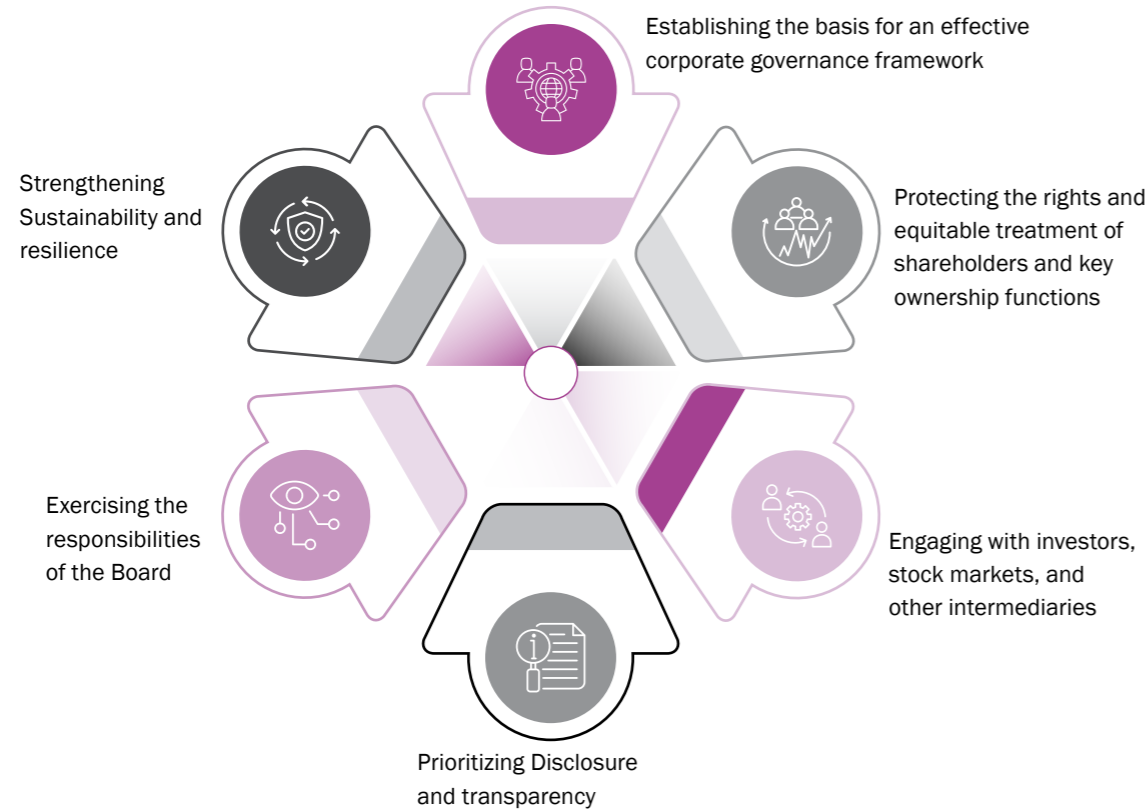 Establishing the basis for an effective
corporate governance framework
Protecting the rights and
equitable treatment of
shareholders and key
ownership functions
Engaging with investors,
stock markets, and
other intermediaries
Prioritizing Disclosure
and transparency
Exercising the
responsibilities
of the Board
Strengthening
Sustainability and
resilience